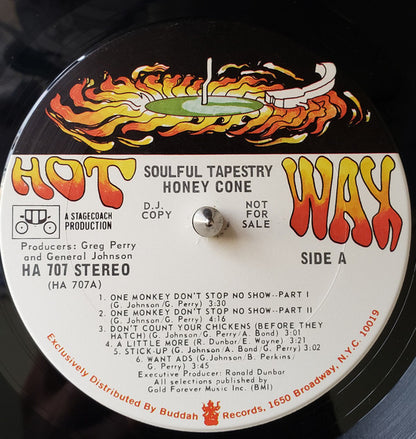 HOT WAX
SOULFUL TAPESTRY
HONEY CONE
D.J.
COPY
NOT
FOR
SALE
A STAGECOACH
PRODUCTION
Producers: Greg Perry
and General Johnson
HA 707 STEREO
(HA 707A)
SIDE A
1. ONE MONKEY DON'T STOP NO SHOW--PART I
(G. Johnson/G. Perry) 3:30
2. ONE MONKEY DON'T STOP NO SHOW--PART II
(G. Johnson/G. Perry) 4:16
3. DON'T COUNT YOUR CHICKENS (BEFORE THEY
HATCH) (G. Johnson/G. Perry/A. Bond) 3:01
4. A LITTLE MORE (R. Dunbar/E. Wayne) 3:21
5. STICK-UP (G. Johnson/A. Bond/G. Perry) 3:02
6. WANT ADS (G. Johnson/B. Perkins/
G. Perry) 3:45
Executive Producer: Ronald Dunbar
All selections published by
Gold Forever Music Inc. (BMI)
Exclusively Distributed By Buddah Records, 1650 Broadway, N.Y.C. 10019